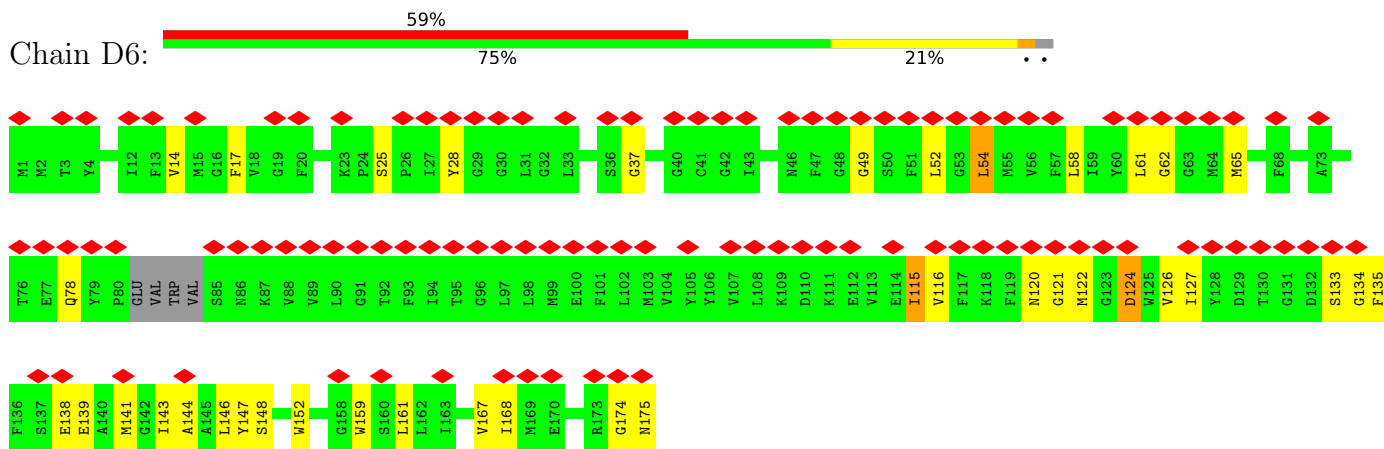 59%
Chain D6:
75% 21% • •
M1 M2 T3 Y4 I12 F13 V14 M15 G16 F17 V18 G19 F20 K23 P24 S25 P26 I27 Y28 G29 G30 L31 G32 L33 S36 G37 G40 C41 G42 I43 N46 F47 G48 G49 S50 F51 L52 G53 L54 M55 V56 F57 L58 I59 Y60 L61 G62 G63 M64 M65 F68 A73
T76 E77 Q78 Y79 P80 GLU VAL TRP VAL S85 N86 K87 V88 V89 L90 G91 T92 F93 I94 T95 G96 L97 L98 M99 E100 F101 L102 M103 V104 Y105 Y106 V107 L108 K109 D110 K111 E112 V113 E114 I115 V116 F117 K118 F119 N120 G121 M122 G123 D124 W125 V126 I127 Y128 D129 T130 G131 D132 S133 G134 F135
F136 S137 E138 E139 A140 M141 G142 I143 A144 A145 L146 Y147 S148 W152 G158 W159 S160 L161 L162 I163 V167 I168 M169 E170 R173 G174 N175